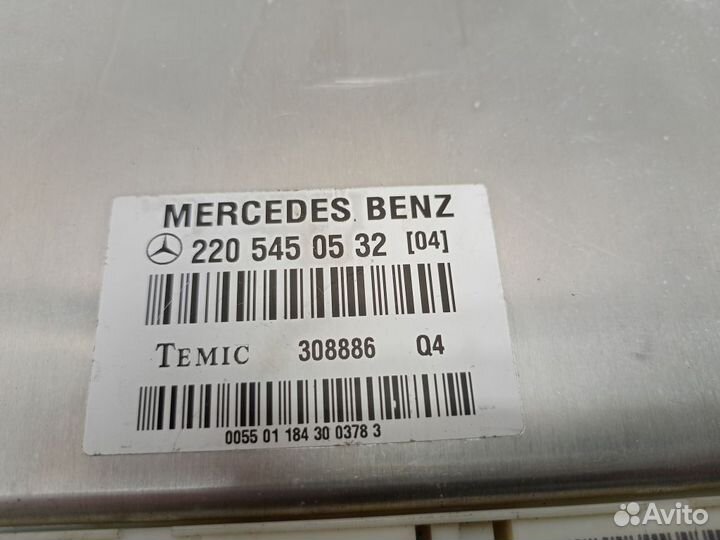 MERCEDES BENZ
220 545 05 32 [04]
TEMIC 308886 Q4
0055 01 184 30 0378 3
Avito